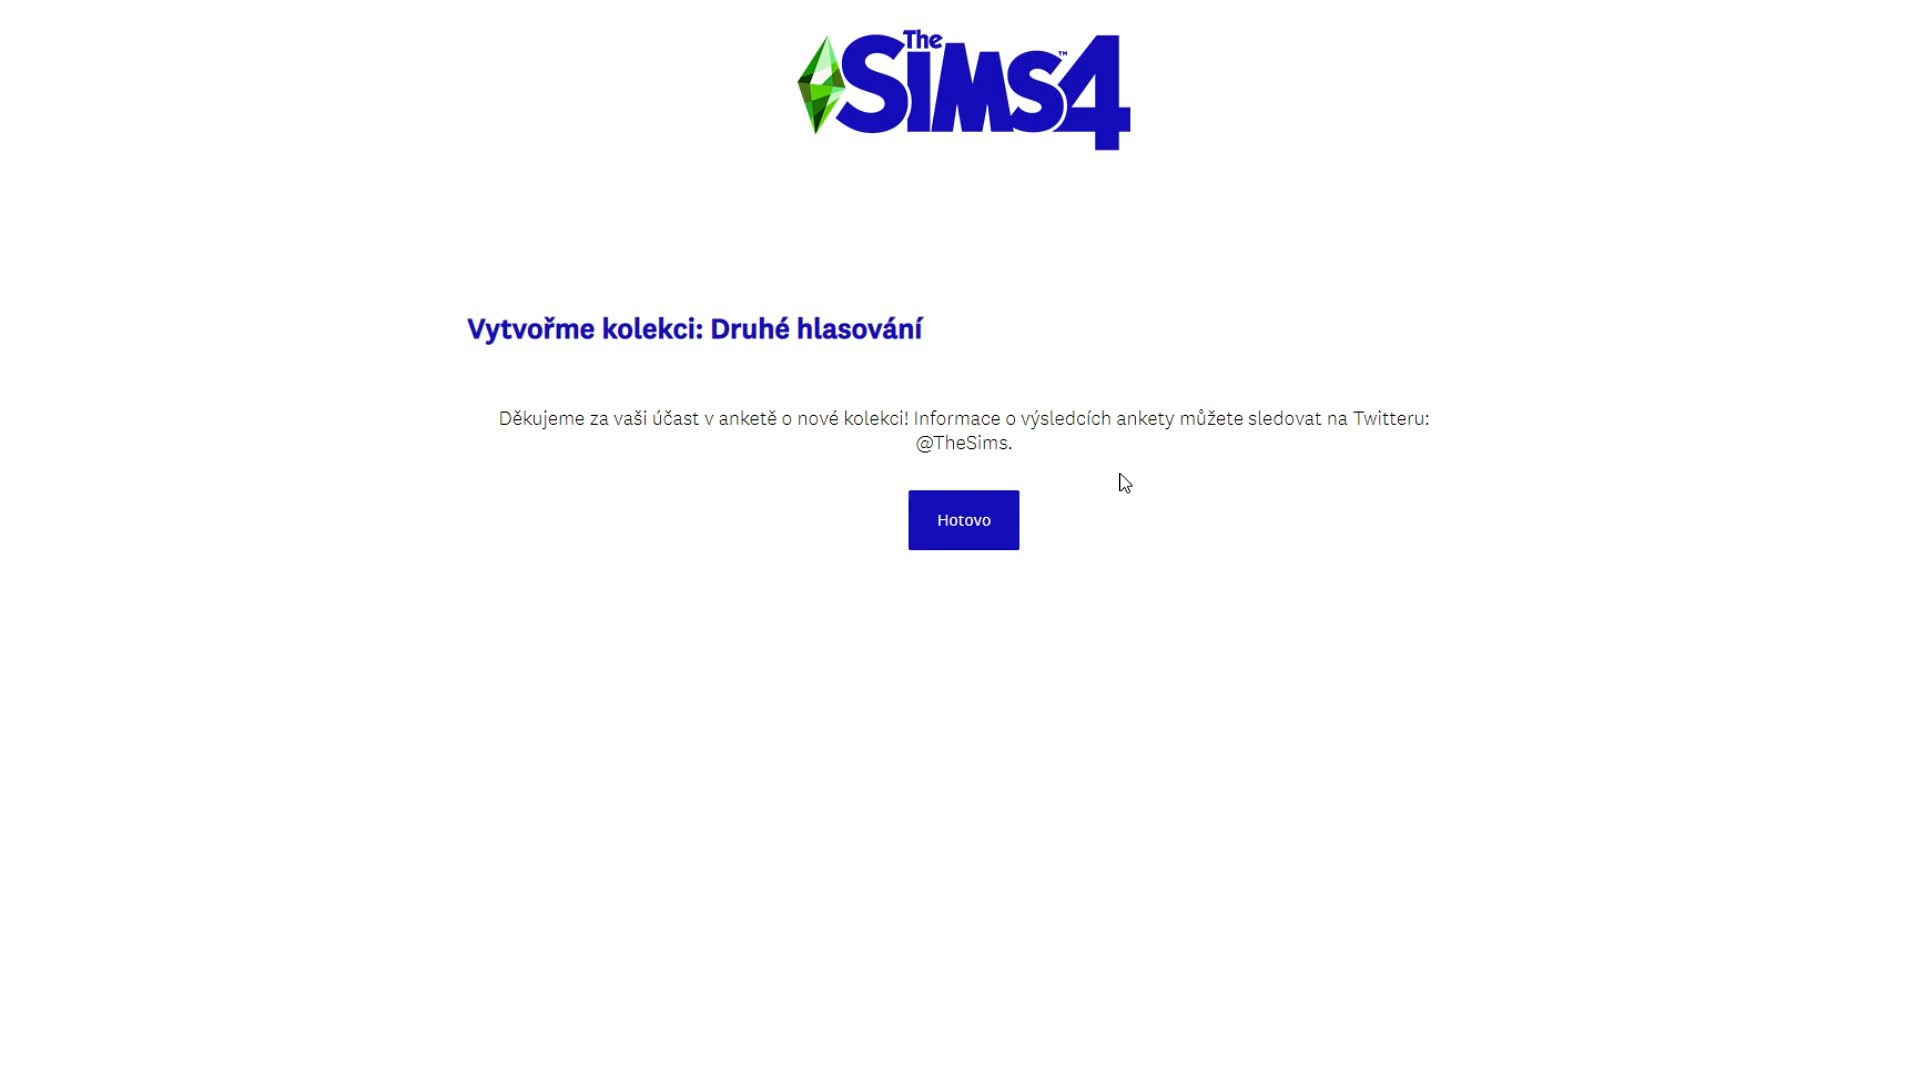 The Sims 4™
Vytvořme kolekci: Druhé hlasování
Děkujeme za vaši účast v anketě o nové kolekci! Informace o výsledcích ankety můžete sledovat na Twitteru:
@TheSims.
Hotovo